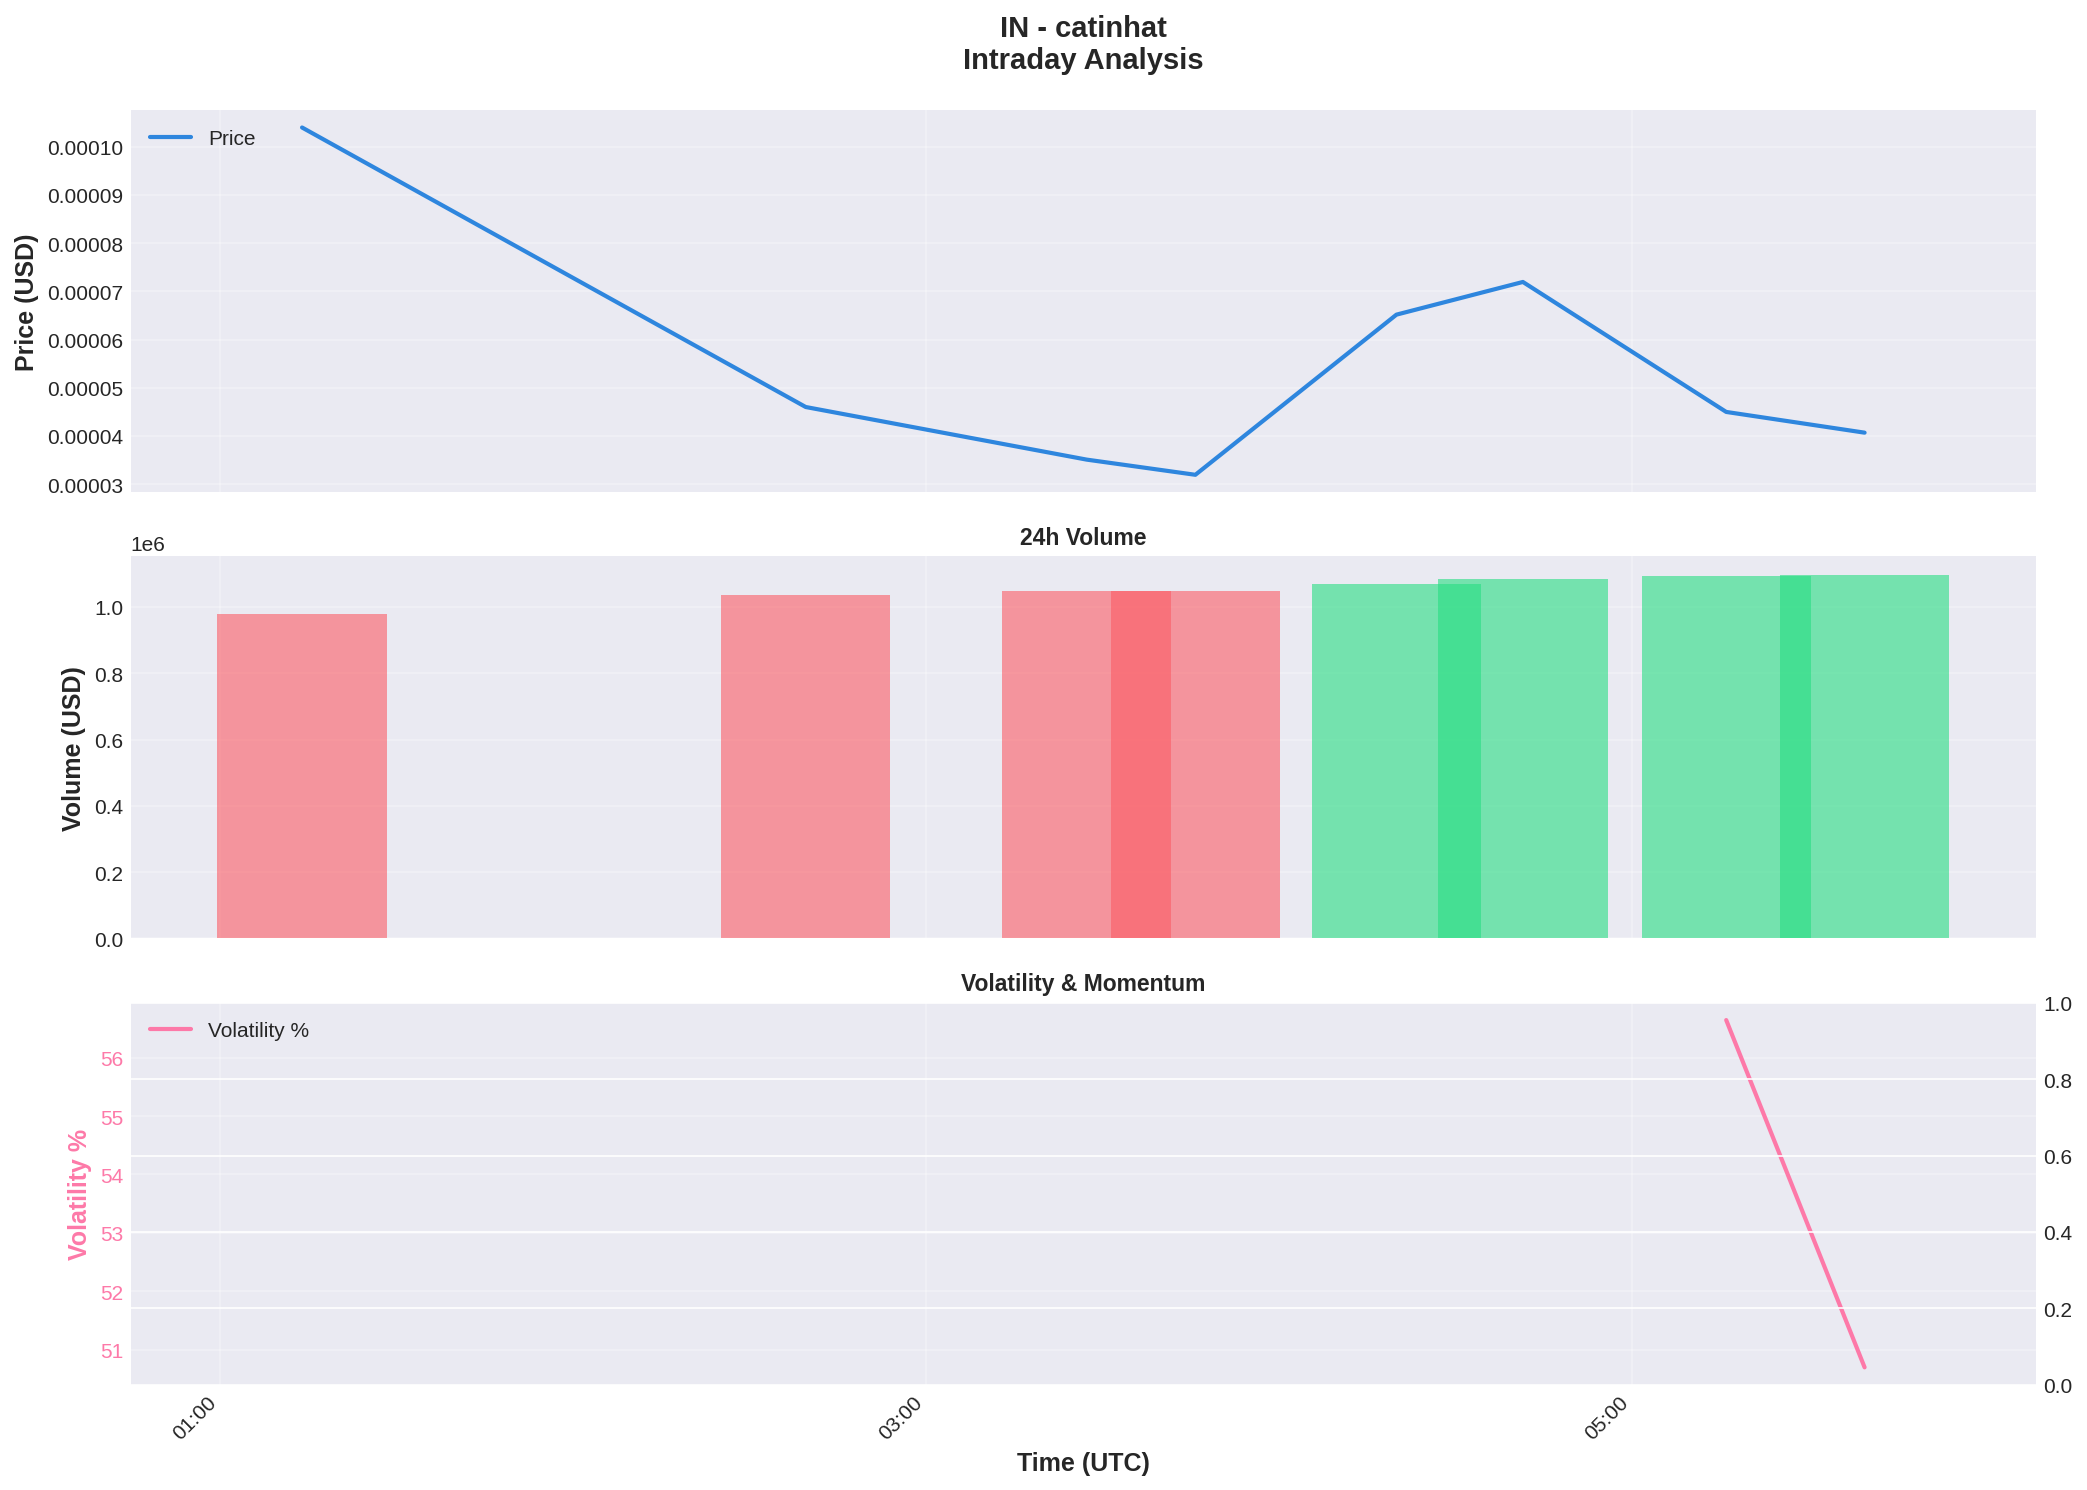 IN - catinhat
Intraday Analysis
Price
0.00010
0.00009
0.00008
0.00007
0.00006
0.00005
0.00004
0.00003
Price (USD)
24h Volume
1e6
1.0
0.8
0.6
0.4
0.2
0.0
Volume (USD)
Volatility & Momentum
Volatility %
56
55
54
53
52
51
Volatility %
1.0
0.8
0.6
0.4
0.2
0.0
01:00
03:00
05:00
Time (UTC)